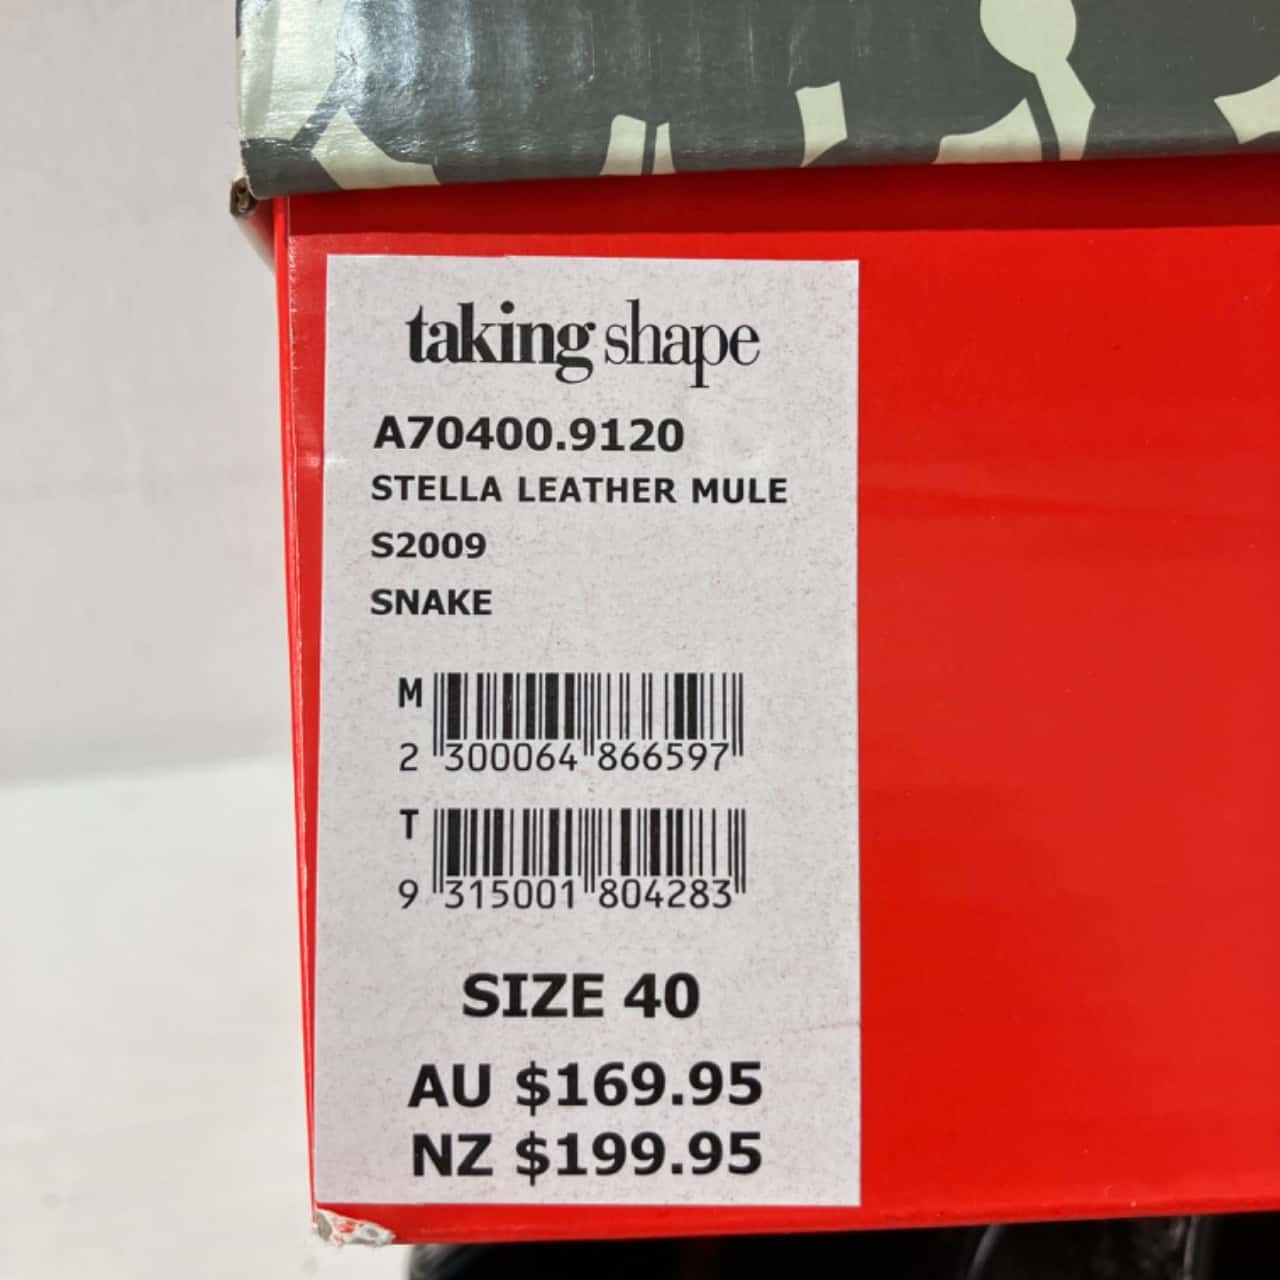 taking shape
A70400.9120
STELLA LEATHER MULE
S2009
SNAKE
M
2 300064 866597
T
9 315001 804283
SIZE 40
AU $169.95
NZ $199.95